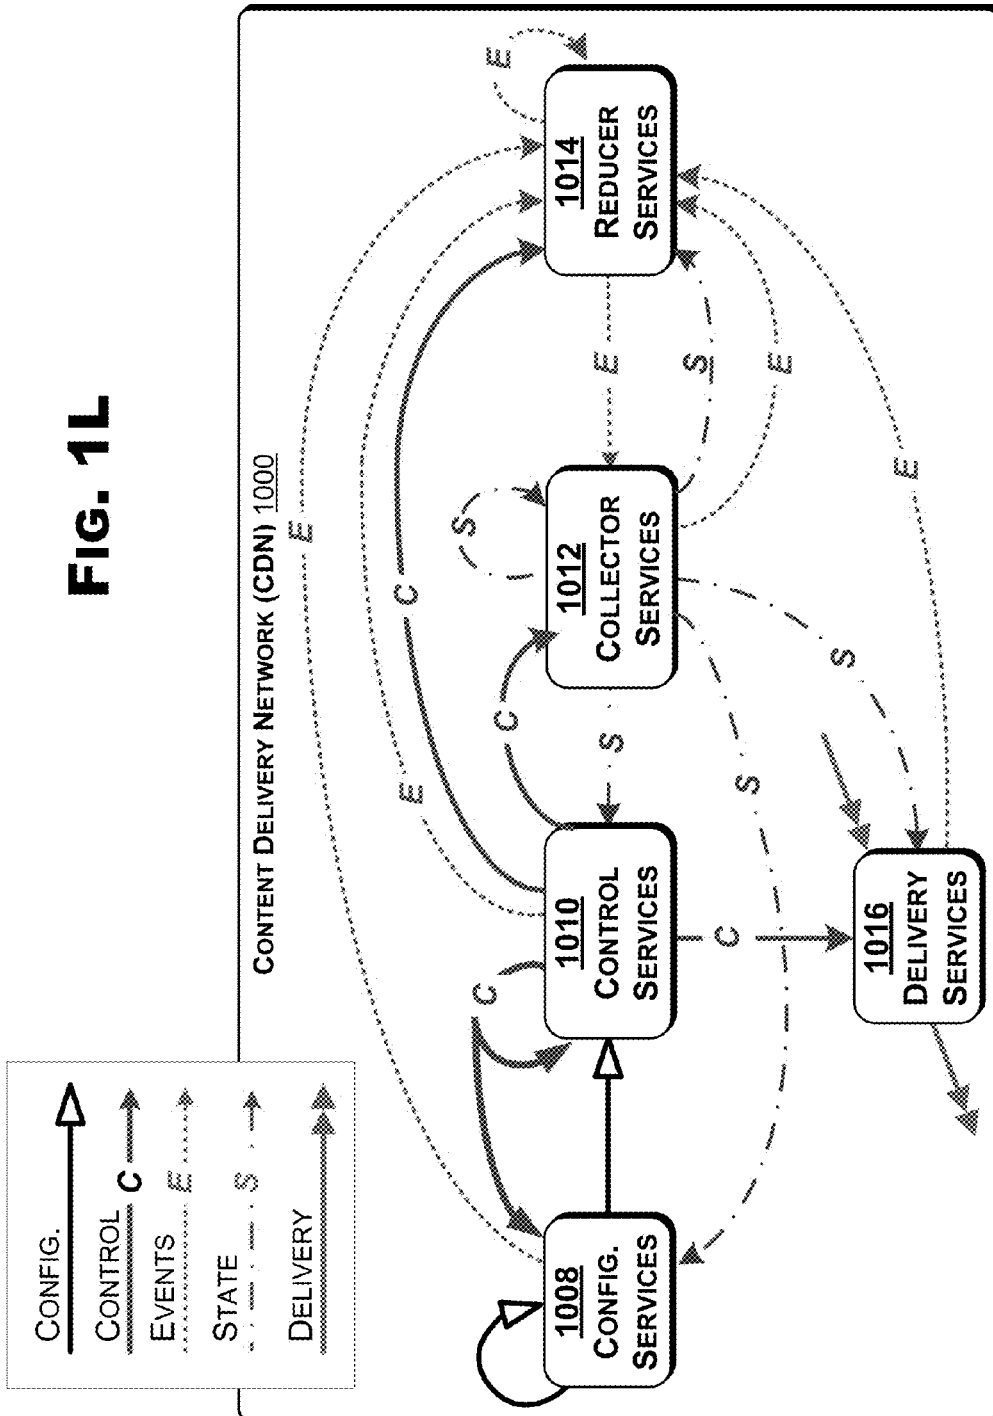 FIG. 1L
CONFIG.
CONTROL
C
EVENTS
E
STATE
S
DELIVERY
CONTENT DELIVERY NETWORK (CDN) 1000
E
E
C
C
C
S
E
1008
CONFIG.
SERVICES
1010
CONTROL
SERVICES
S
1012
COLLECTOR
SERVICES
E
1014
REDUCER
SERVICES
C
S
S
S
E
E
1016
DELIVERY
SERVICES